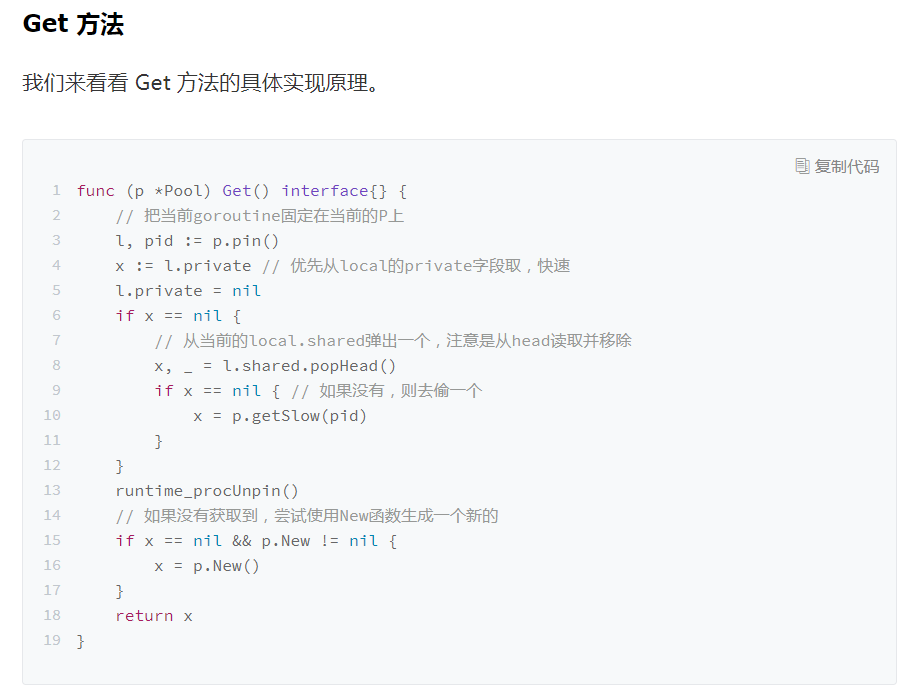 Get 方法
我们来看看 Get 方法的具体实现原理。
复制代码
1 func (p *Pool) Get() interface{} {
2     // 把当前goroutine固定在当前的P上
3     l, pid := p.pin()
4     x := l.private // 优先从local的private字段取，快速
5     l.private = nil
6     if x == nil {
7         // 从当前的local.shared弹出一个，注意是从head读取并移除
8         x, _ = l.shared.popHead()
9         if x == nil { // 如果没有，则去偷一个
10             x = p.getSlow(pid)
11         }
12     }
13     runtime_procUnpin()
14     // 如果没有获取到，尝试使用New函数生成一个新的
15     if x == nil && p.New != nil {
16         x = p.New()
17     }
18     return x
19 }